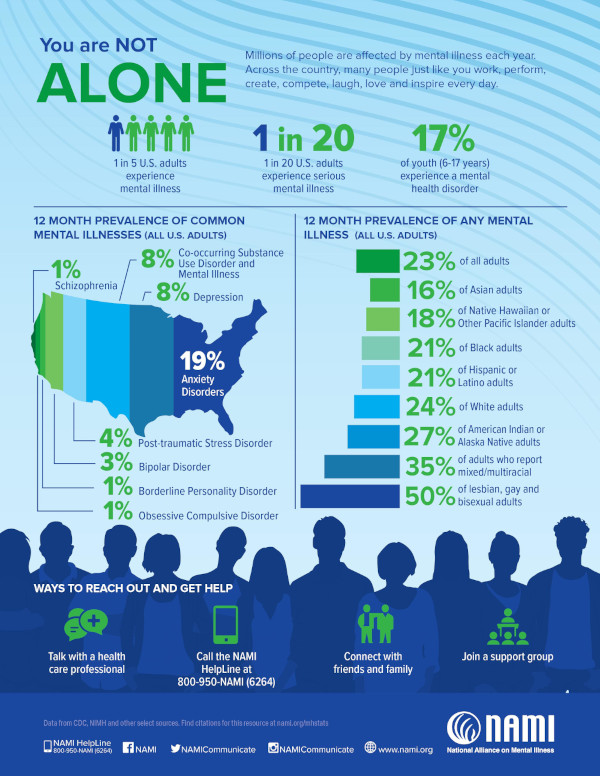 You are NOT
ALONE
Millions of people are affected by mental illness each year.
Across the country, many people just like you work, perform,
create, compete, laugh, love and inspire every day.
1 in 5 U.S. adults
experience
mental illness
1 in 20
1 in 20 U.S. adults
experience serious
mental illness
17%
of youth (6-17 years)
experience a mental
health disorder
12 MONTH PREVALENCE OF COMMON
MENTAL ILLNESSES (ALL U.S. ADULTS)
1%
Schizophrenia
8% Co-occurring Substance
Use Disorder and
Mental Illness
8% Depression
19%
Anxiety
Disorders
4% Post-traumatic Stress Disorder
3% Bipolar Disorder
1% Borderline Personality Disorder
1% Obsessive Compulsive Disorder
12 MONTH PREVALENCE OF ANY MENTAL
ILLNESS (ALL U.S. ADULTS)
23% of all adults
16% of Asian adults
18% of Native Hawaiian or
Other Pacific Islander adults
21% of Black adults
21% of Hispanic or
Latino adults
24% of White adults
27% of American Indian or
Alaska Native adults
35% of adults who report
mixed/multiracial
50% of lesbian, gay and
bisexual adults
WAYS TO REACH OUT AND GET HELP
Talk with a health
care professional
Call the NAMI
HelpLine at
800-950-NAMI (6264)
Connect with
friends and family
Join a support group
Data from CDC, NIMH and other select sources. Find citations for this resource at nami.org/mhstats
NAMI HelpLine
800-950-NAMI (6264)
NAMI
NAMICommunicate
NAMICommunicate
www.nami.org
NAMI
National Alliance on Mental Illness